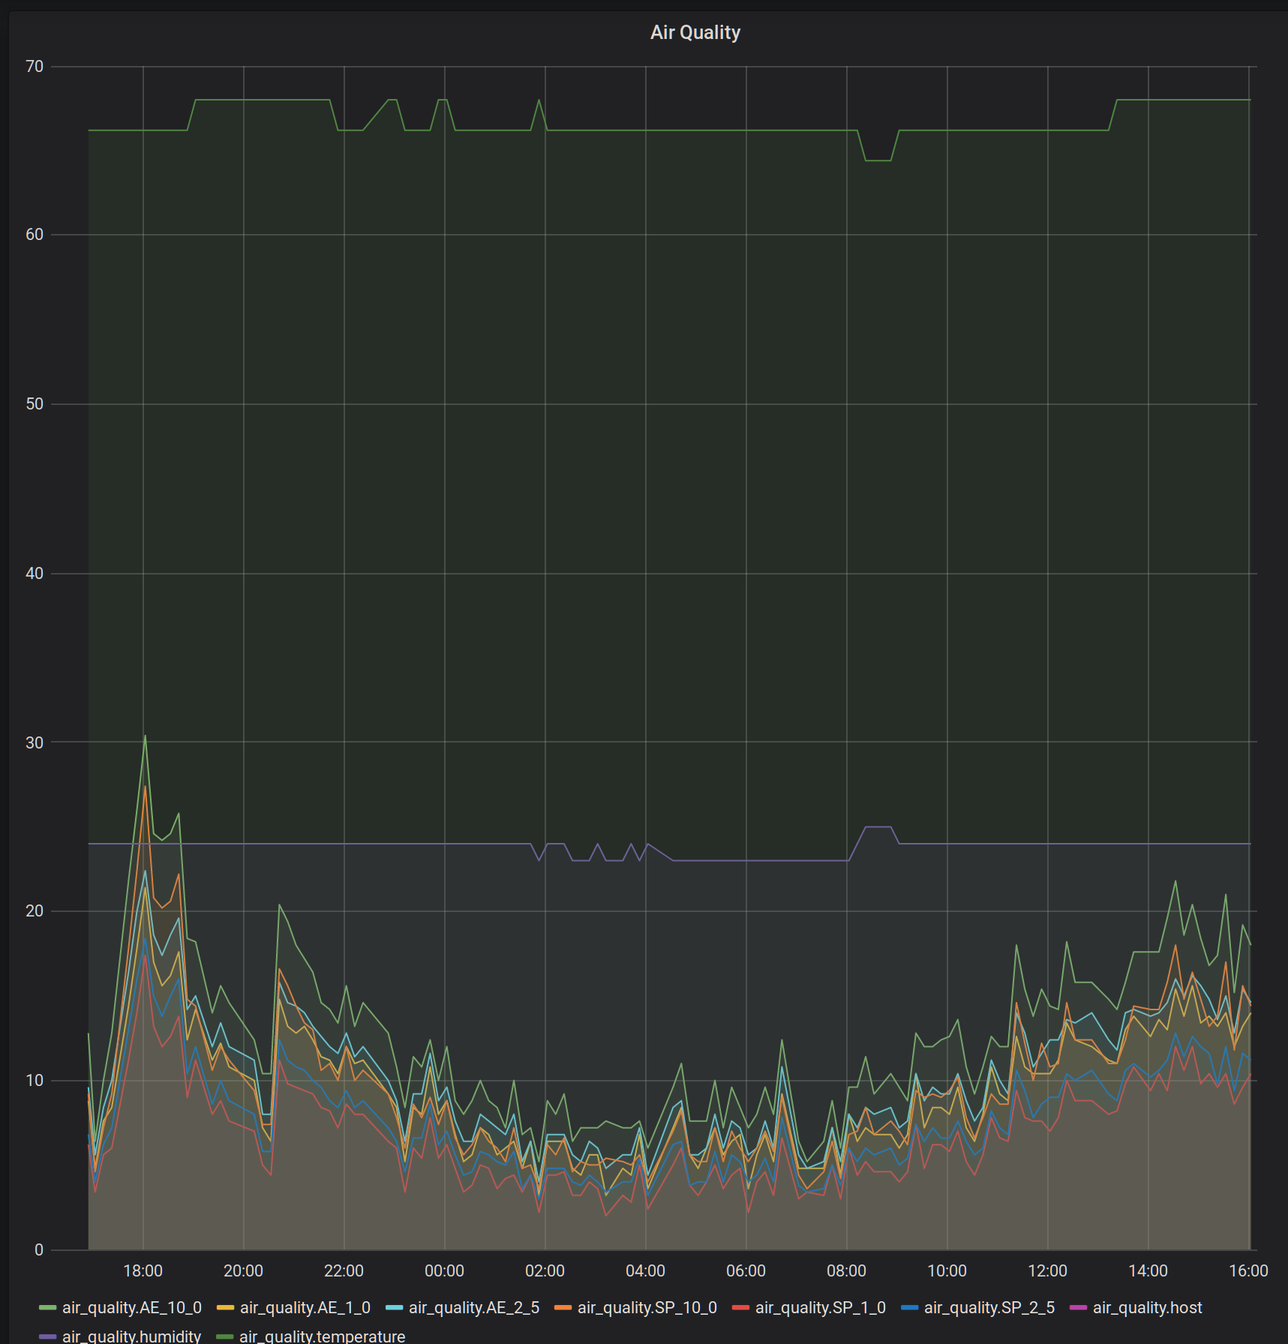 Air Quality
70
60
50
40
30
20
10
0
18:00 20:00 22:00 00:00 02:00 04:00 06:00 08:00 10:00 12:00 14:00 16:00
air_quality.AE_10_0 air_quality.AE_1_0 air_quality.AE_2_5 air_quality.SP_10_0 air_quality.SP_1_0 air_quality.SP_2_5 air_quality.host
air_quality.humidity air_quality.temperature